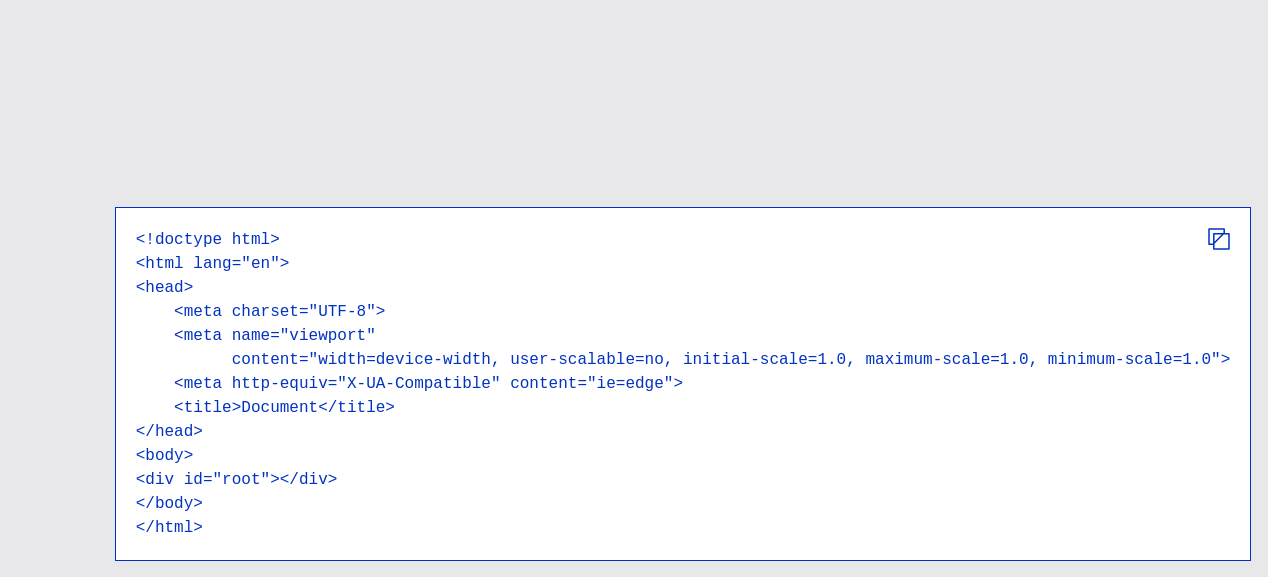 <!doctype html>
<html lang="en">
<head>
    <meta charset="UTF-8">
    <meta name="viewport"
          content="width=device-width, user-scalable=no, initial-scale=1.0, maximum-scale=1.0, minimum-scale=1.0">
    <meta http-equiv="X-UA-Compatible" content="ie=edge">
    <title>Document</title>
</head>
<body>
<div id="root"></div>
</body>
</html>